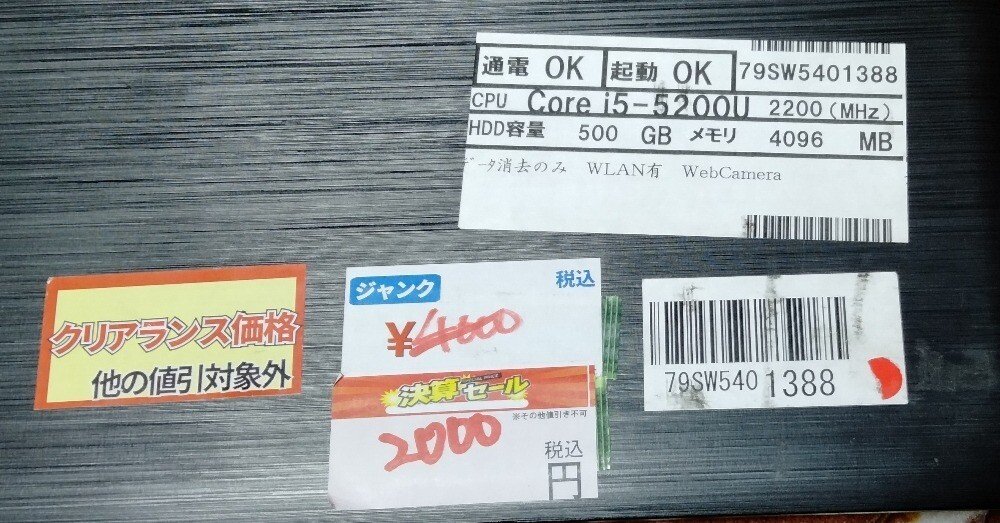 通電 OK 起動 OK 79SW5401388
CPU Core i5-5200U 2200 (MHz)
HDD容量 500 GB メモリ 4096 MB
データ消去のみ WLAN有 WebCamera
クリアランス価格
他の値引対象外
ジャンク 税込
¥4400
決算セール
※その他値引き不可
2000 税込
円
79SW540 1388